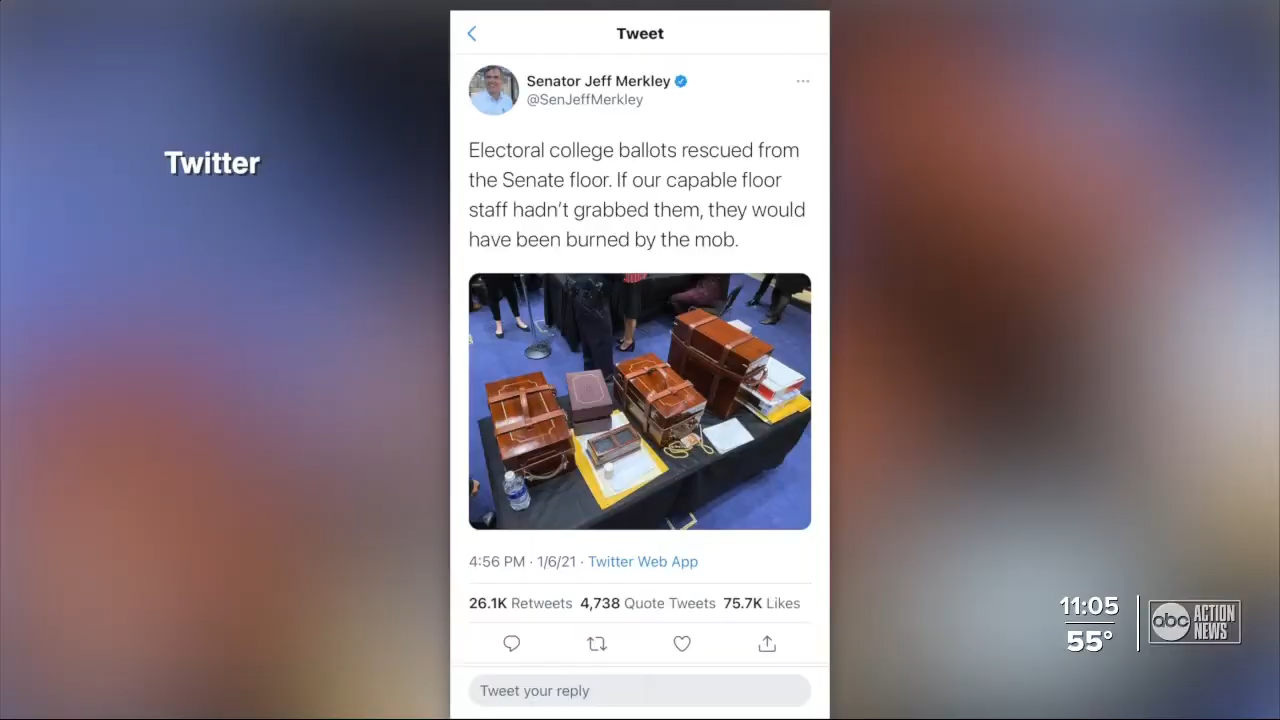 Twitter
Tweet
Senator Jeff Merkley
@SenJeffMerkley
Electoral college ballots rescued from
the Senate floor. If our capable floor
staff hadn't grabbed them, they would
have been burned by the mob.
4:56 PM · 1/6/21 · Twitter Web App
26.1K Retweets 4,738 Quote Tweets 75.7K Likes
Tweet your reply
11:05
55°
abc ACTION
NEWS